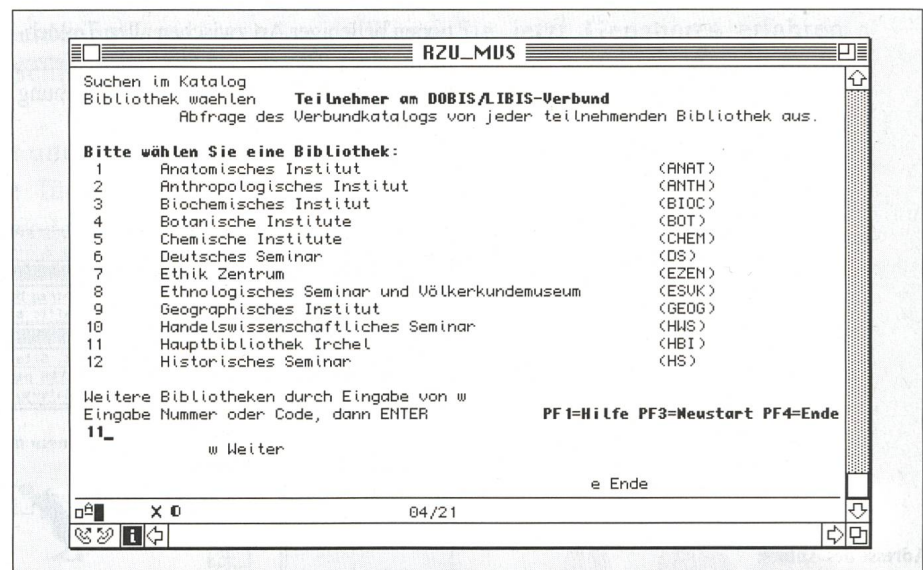 RZU_MVS
Suchen im Katalog
Bibliothek waehlen Teilnehmer am DOBIS/LIBIS-Verbund
Abfrage des Verbundkatalogs von jeder teilnehmenden Bibliothek aus.
Bitte wählen Sie eine Bibliothek:
1 Anatomisches Institut (ANAT)
2 Anthropologisches Institut (ANTH)
3 Biochemisches Institut (BIOC)
4 Botanische Institute (BOT)
5 Chemische Institute (CHEM)
6 Deutsches Seminar (DS)
7 Ethik Zentrum (EZEN)
8 Ethnologisches Seminar und Völkerkundemuseum (ESVK)
9 Geographisches Institut (GEOG)
10 Handelswissenschaftliches Seminar (HWS)
11 Hauptbibliothek Irchel (HBI)
12 Historisches Seminar (HS)
Weitere Bibliotheken durch Eingabe von w
Eingabe Nummer oder Code, dann ENTER PF1=Hilfe PF3=Neustart PF4=Ende
11_
w Weiter
e Ende
04/21